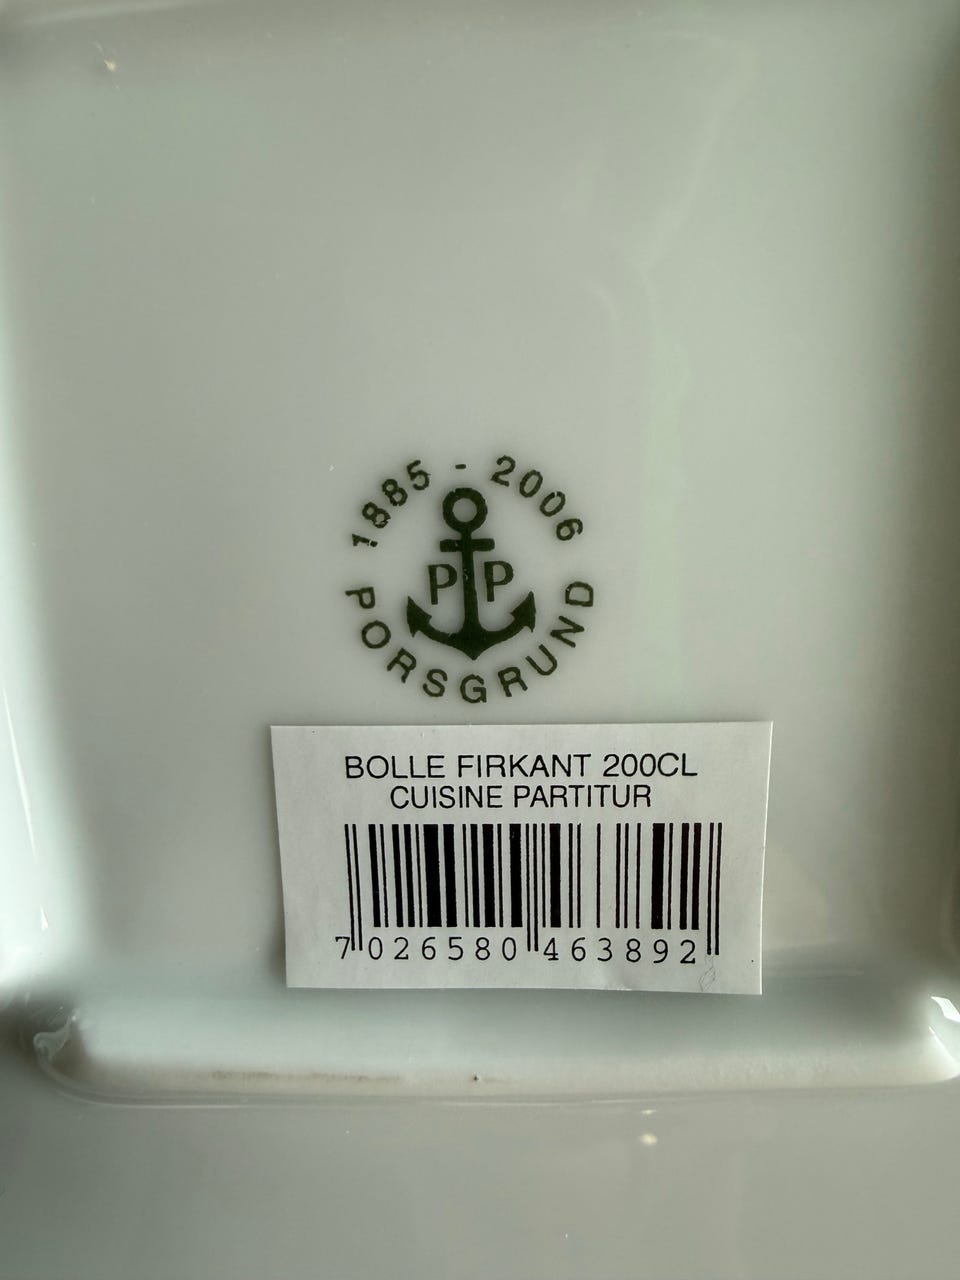 1885 - 2006
P P
PORSGRUND
BOLLE FIRKANT 200CL
CUISINE PARTITUR
7 026580 463892